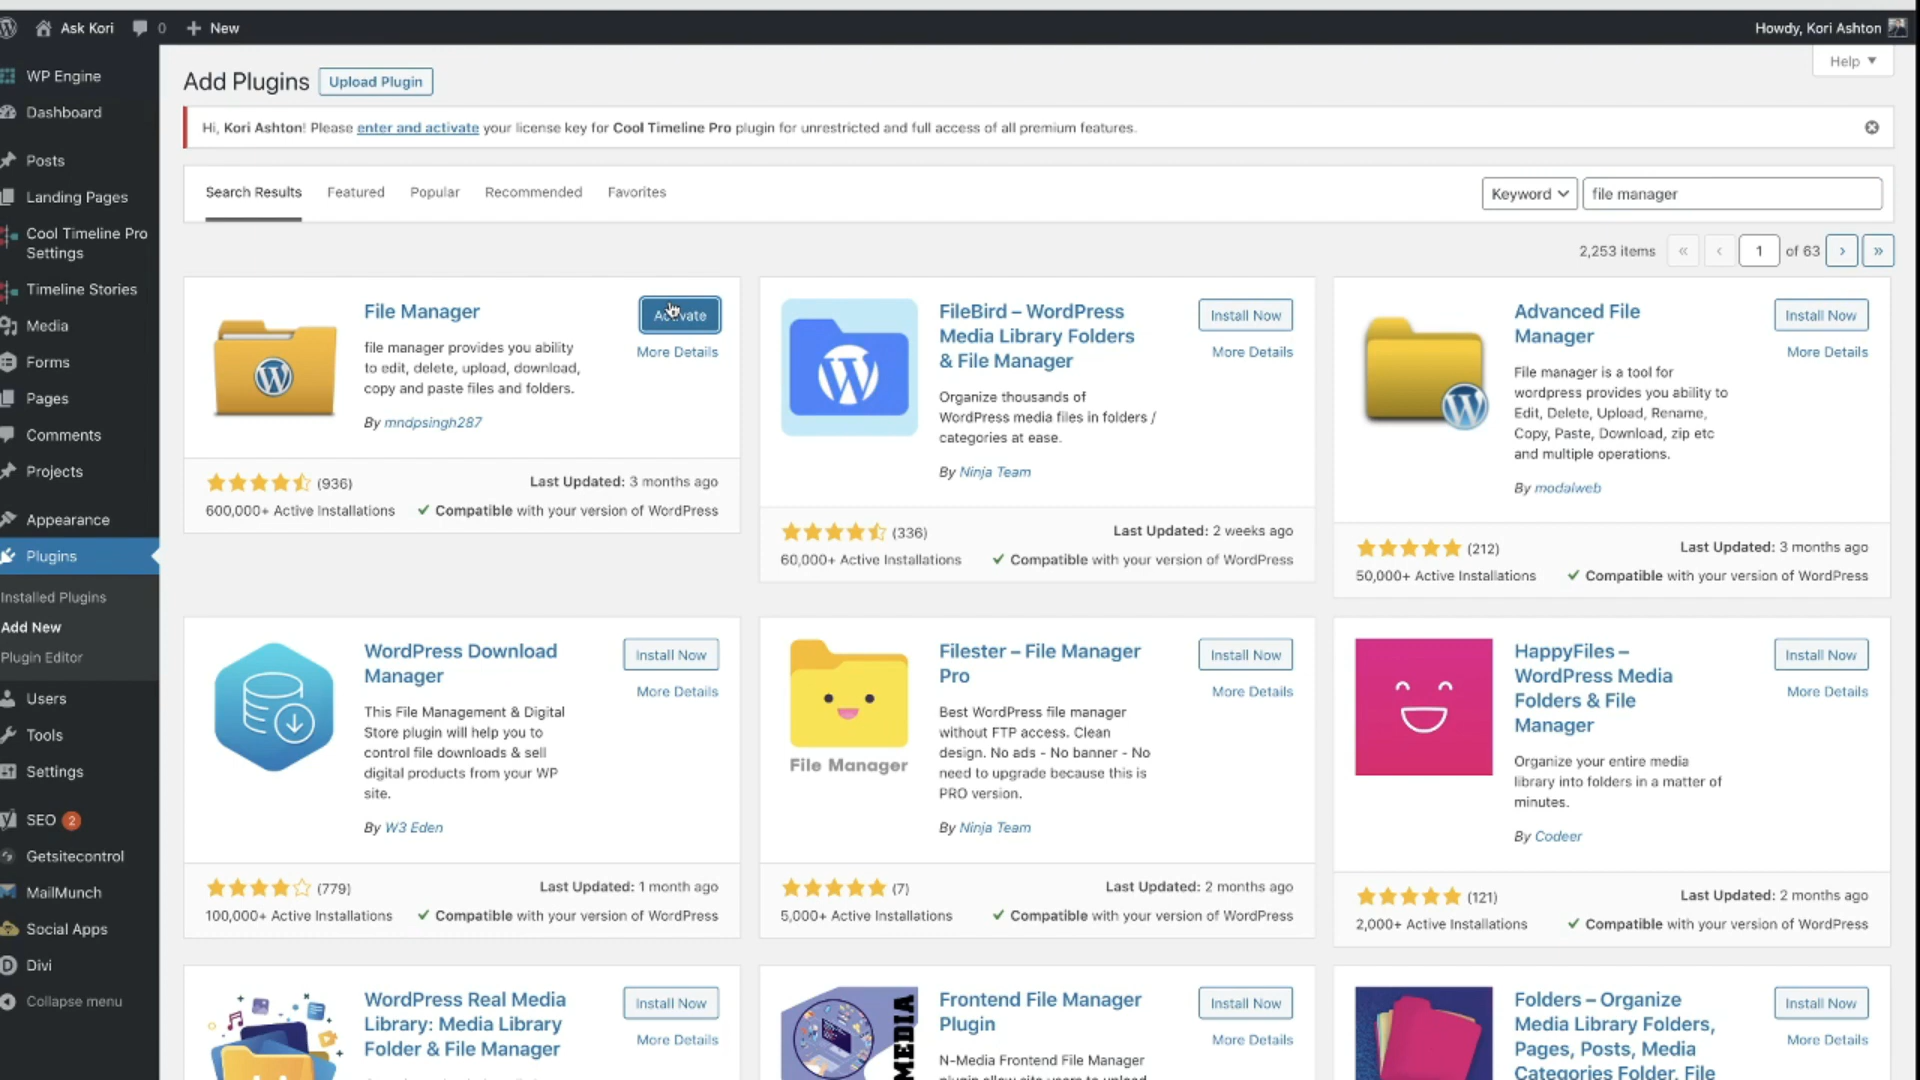 Ask Kori
0
New
Howdy, Kori Ashton
WP Engine
Dashboard
Posts
Landing Pages
Cool Timeline Pro
Settings
Timeline Stories
Media
Forms
Pages
Comments
Projects
Appearance
Plugins
Installed Plugins
Add New
Plugin Editor
Users
Tools
Settings
SEO 2
Getsitecontrol
MailMunch
Social Apps
Divi
Collapse menu
Help
Add Plugins
Upload Plugin
Hi, Kori Ashton! Please enter and activate your license key for Cool Timeline Pro plugin for unrestricted and full access of all premium features.
Search Results
Featured
Popular
Recommended
Favorites
Keyword
file manager
2,253 items
«
‹
1
of 63
›
»
File Manager
Activate
More Details
file manager provides you ability
to edit, delete, upload, download,
copy and paste files and folders.
By mndpsingh287
(936)
Last Updated: 3 months ago
600,000+ Active Installations
Compatible with your version of WordPress
FileBird – WordPress
Media Library Folders
& File Manager
Install Now
More Details
Organize thousands of
WordPress media files in folders /
categories at ease.
By Ninja Team
(336)
Last Updated: 2 weeks ago
60,000+ Active Installations
Compatible with your version of WordPress
Advanced File
Manager
Install Now
More Details
File manager is a tool for
wordpress provides you ability to
Edit, Delete, Upload, Rename,
Copy, Paste, Download, zip etc
and multiple operations.
By modalweb
(212)
Last Updated: 3 months ago
50,000+ Active Installations
Compatible with your version of WordPress
WordPress Download
Manager
Install Now
More Details
This File Management & Digital
Store plugin will help you to
control file downloads & sell
digital products from your WP
site.
By W3 Eden
(779)
Last Updated: 1 month ago
100,000+ Active Installations
Compatible with your version of WordPress
File Manager
Filester – File Manager
Pro
Install Now
More Details
Best WordPress file manager
without FTP access. Clean
design. No ads - No banner - No
need to upgrade because this is
PRO version.
By Ninja Team
(7)
Last Updated: 2 months ago
5,000+ Active Installations
Compatible with your version of WordPress
HappyFiles –
WordPress Media
Folders & File
Manager
Install Now
More Details
Organize your entire media
library into folders in a matter of
minutes.
By Codeer
(121)
Last Updated: 2 months ago
2,000+ Active Installations
Compatible with your version of WordPress
WordPress Real Media
Library: Media Library
Folder & File Manager
Install Now
More Details
MEDIA
Frontend File Manager
Plugin
Install Now
More Details
N-Media Frontend File Manager
plugin allow site users to upload
Folders – Organize
Media Library Folders,
Pages, Posts, Media
Categories Folder, File
Install Now
More Details